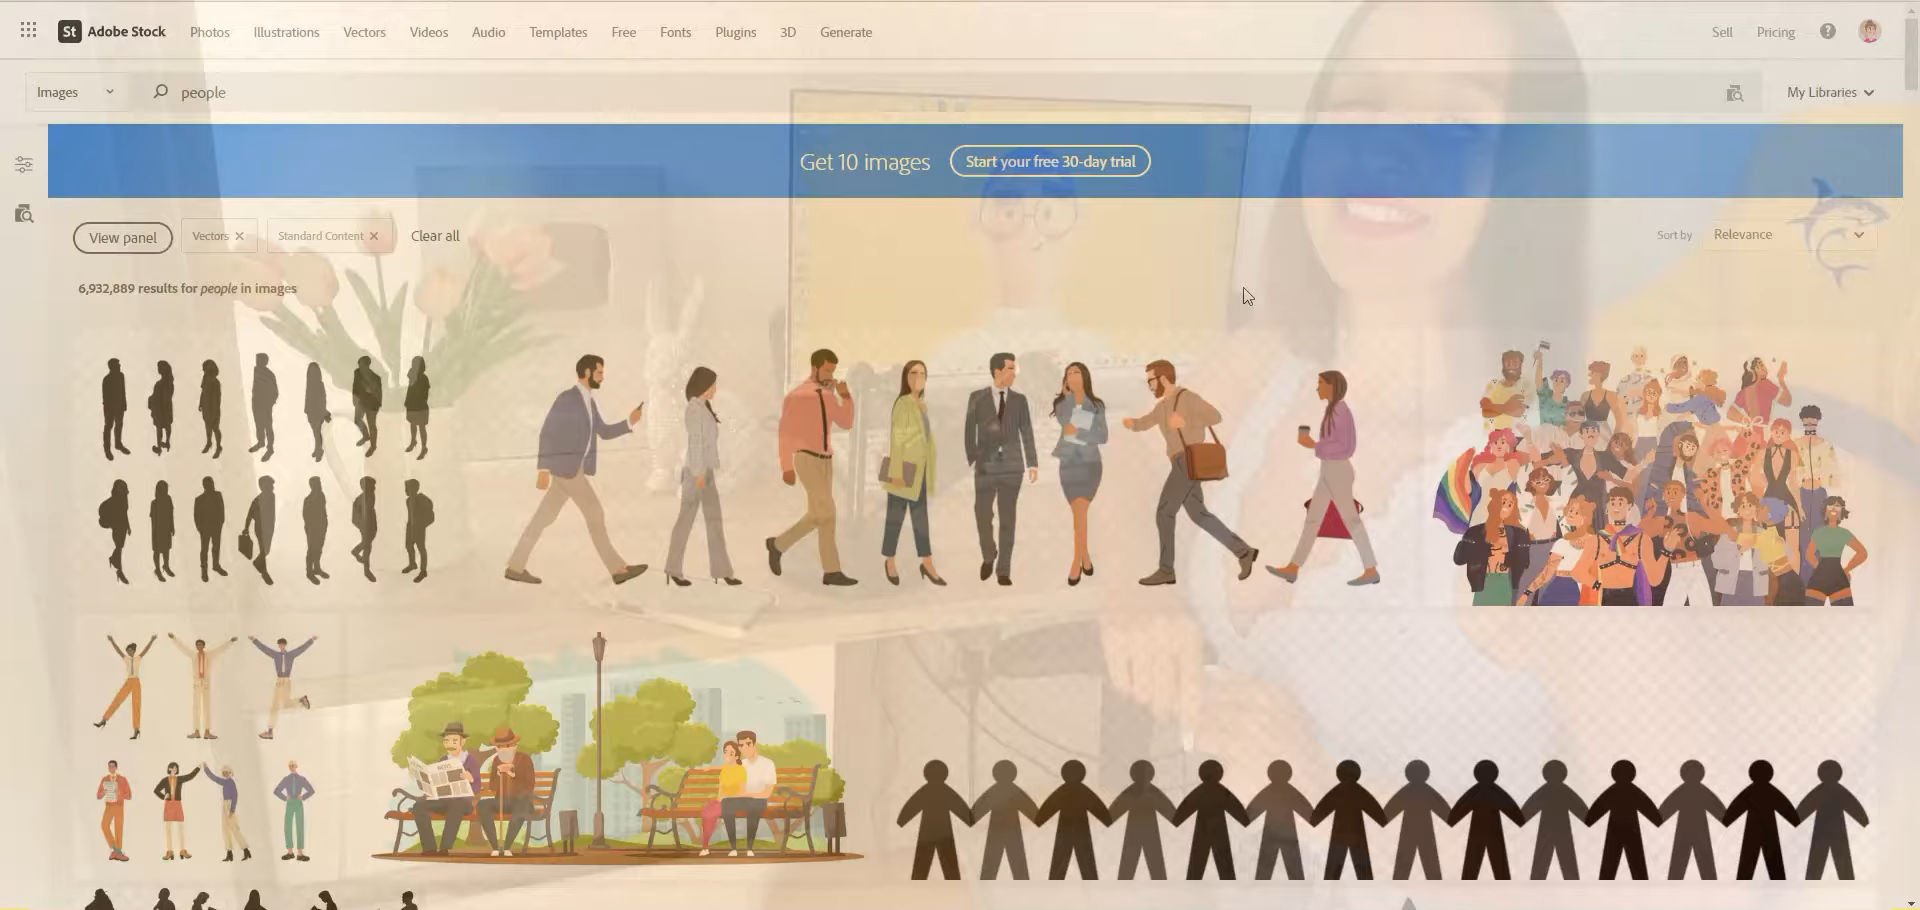 St Adobe Stock Photos Illustrations Vectors Videos Audio Templates Free Fonts Plugins 3D Generate Sell Pricing ?
Images people My Libraries
Get 10 images Start your free 30-day trial
View panel Vectors Standard Content Clear all Sort by Relevance
6,932,889 results for people in images